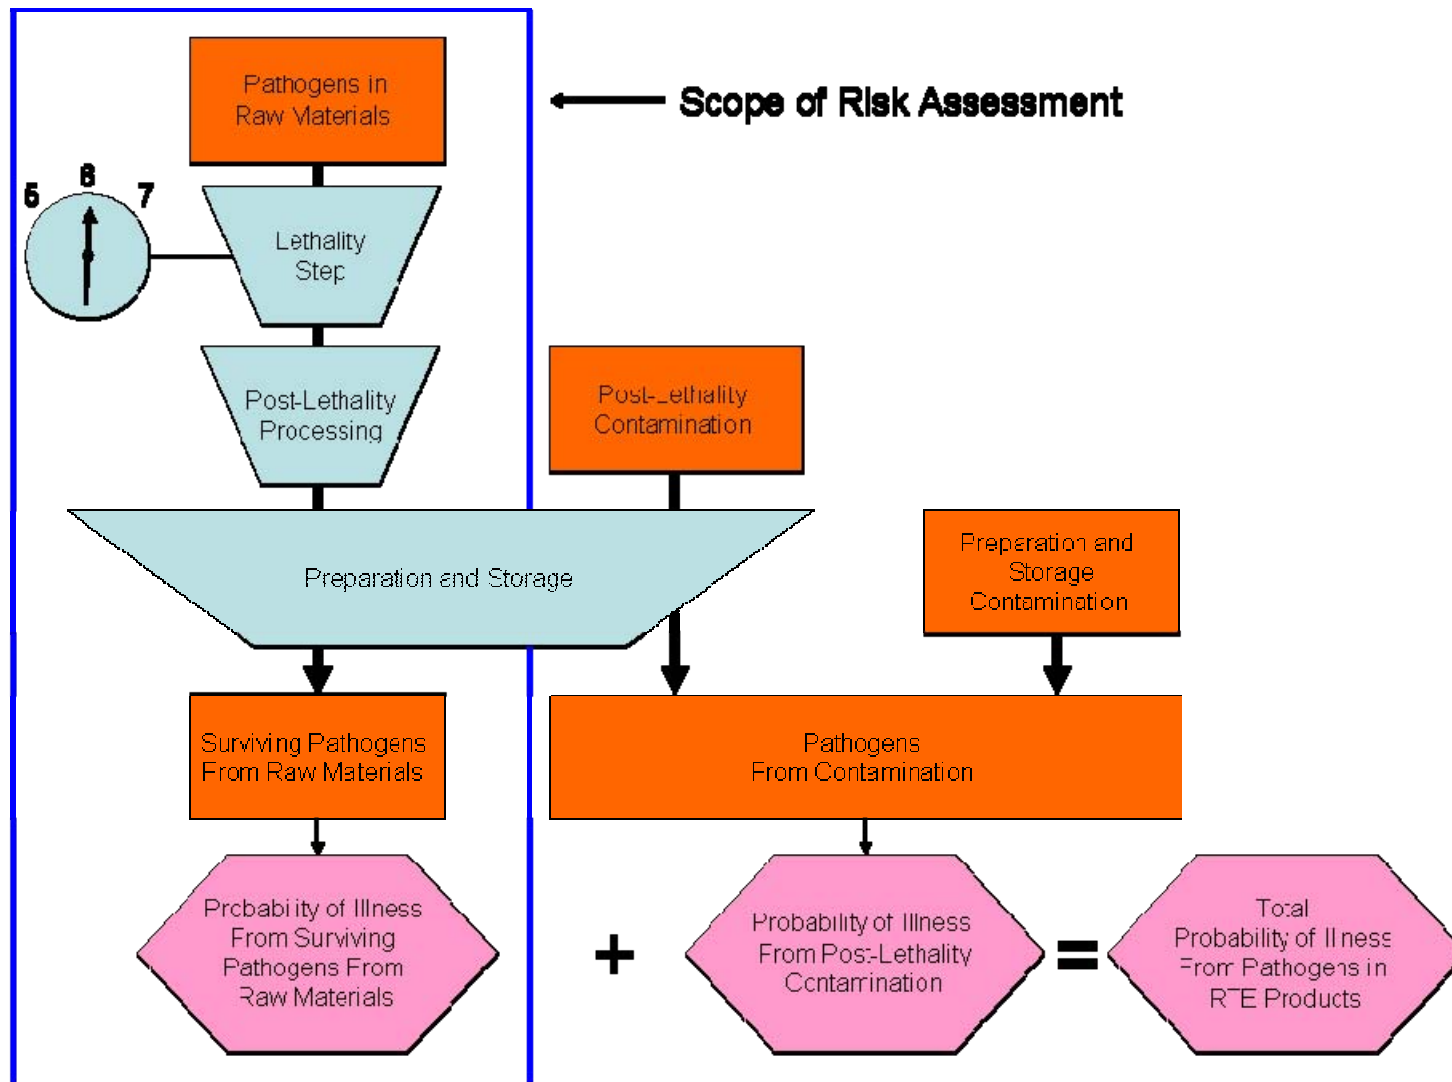 Pathogens in
Raw Materials
Scope of Risk Assessment
5
6
7
Lethality
Step
Post-Lethality
Processing
Post-Lethality
Contamination
Preparation and Storage
Preparation and
Storage
Contamination
Surviving Pathogens
From Raw Materials
Pathogens
From Contamination
Probability of Illness
From Surviving
Pathogens From
Raw Materials
+
Probability of Illness
From Post-Lethality
Contamination
=
Total
Probability of Illness
From Pathogens in
RTE Products